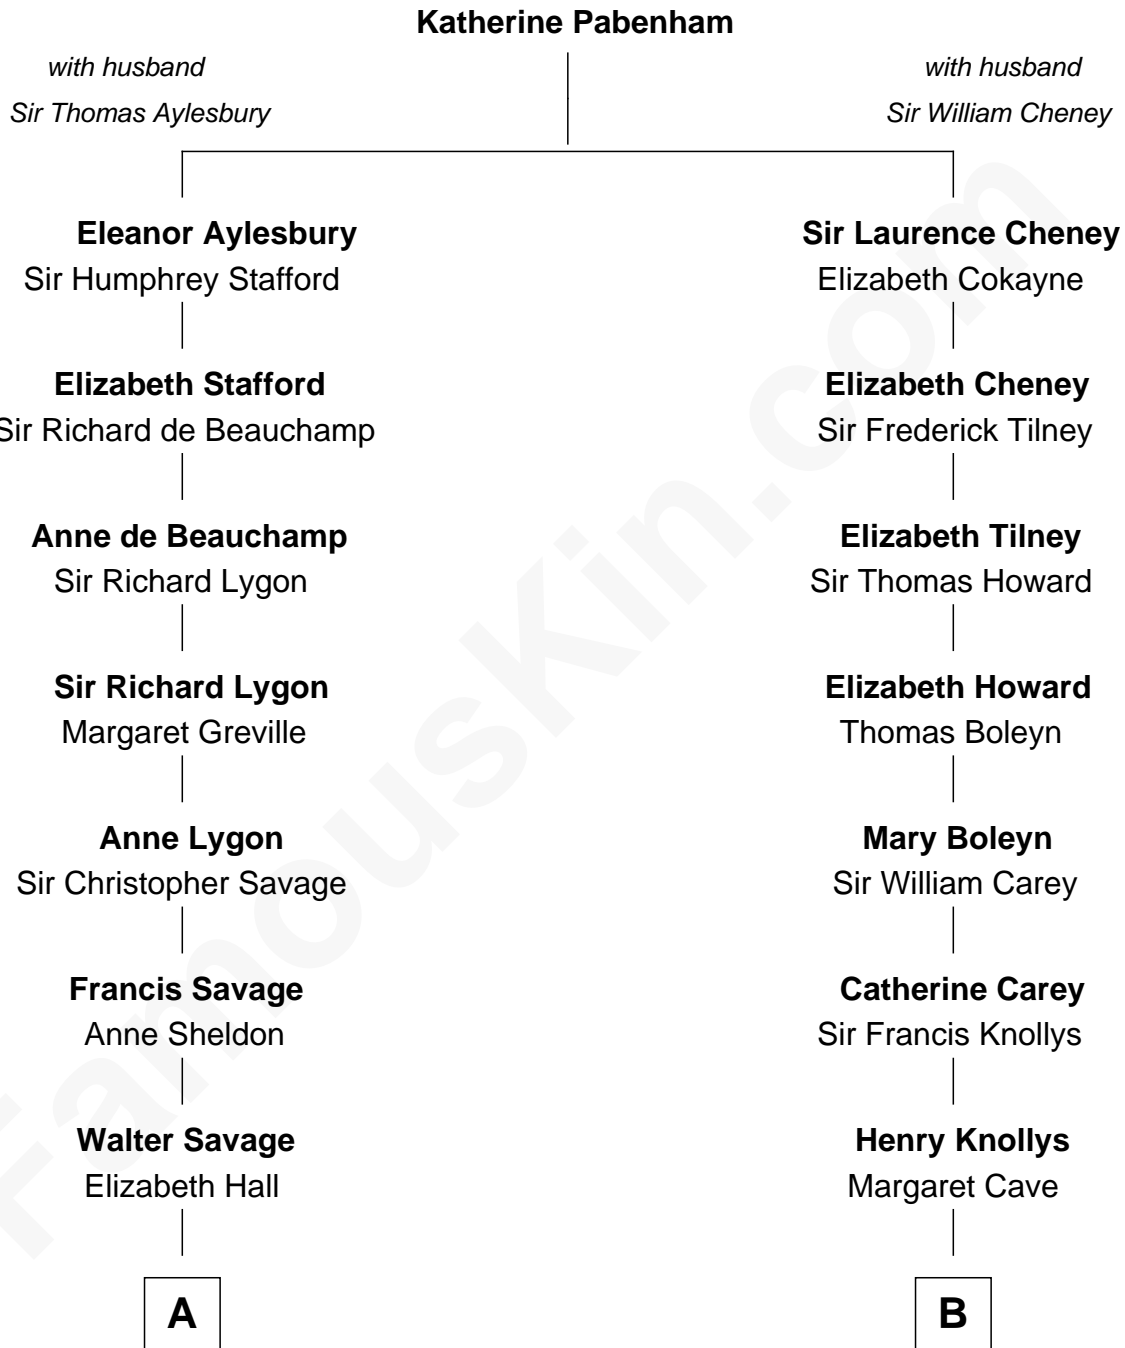 Katherine Pabenham
with husband
Sir Thomas Aylesbury
with husband
Sir William Cheney
Eleanor Aylesbury
Sir Humphrey Stafford
Sir Laurence Cheney
Elizabeth Cokayne
Elizabeth Stafford
Sir Richard de Beauchamp
Elizabeth Cheney
Sir Frederick Tilney
Anne de Beauchamp
Sir Richard Lygon
Elizabeth Tilney
Sir Thomas Howard
Sir Richard Lygon
Margaret Greville
Elizabeth Howard
Thomas Boleyn
Anne Lygon
Sir Christopher Savage
Mary Boleyn
Sir William Carey
Francis Savage
Anne Sheldon
Catherine Carey
Sir Francis Knollys
Walter Savage
Elizabeth Hall
Henry Knollys
Margaret Cave
A
B
FamousKin.com